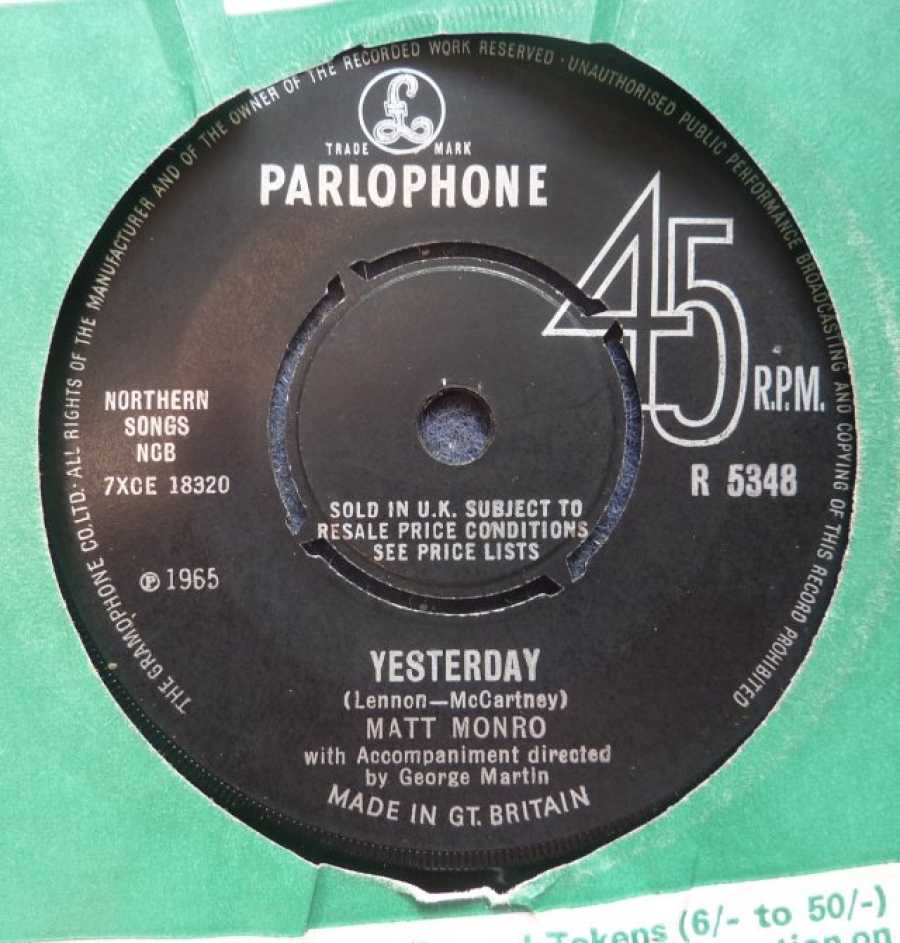 THE GRAMOPHONE CO.LTD. · ALL RIGHTS OF THE MANUFACTURER AND OF THE OWNER OF THE RECORDED WORK RESERVED · UNAUTHORISED PUBLIC PERFORMANCE BROADCASTING AND COPYING OF THIS RECORD PROHIBITED
£
TRADE MARK
PARLOPHONE
45 R.P.M.
NORTHERN
SONGS
NCB
7XCE 18320
R 5348
SOLD IN U.K. SUBJECT TO
RESALE PRICE CONDITIONS
SEE PRICE LISTS
℗ 1965
YESTERDAY
(Lennon—McCartney)
MATT MONRO
with Accompaniment directed
by George Martin
MADE IN GT. BRITAIN
Tokens (6/- to 50/-)
on